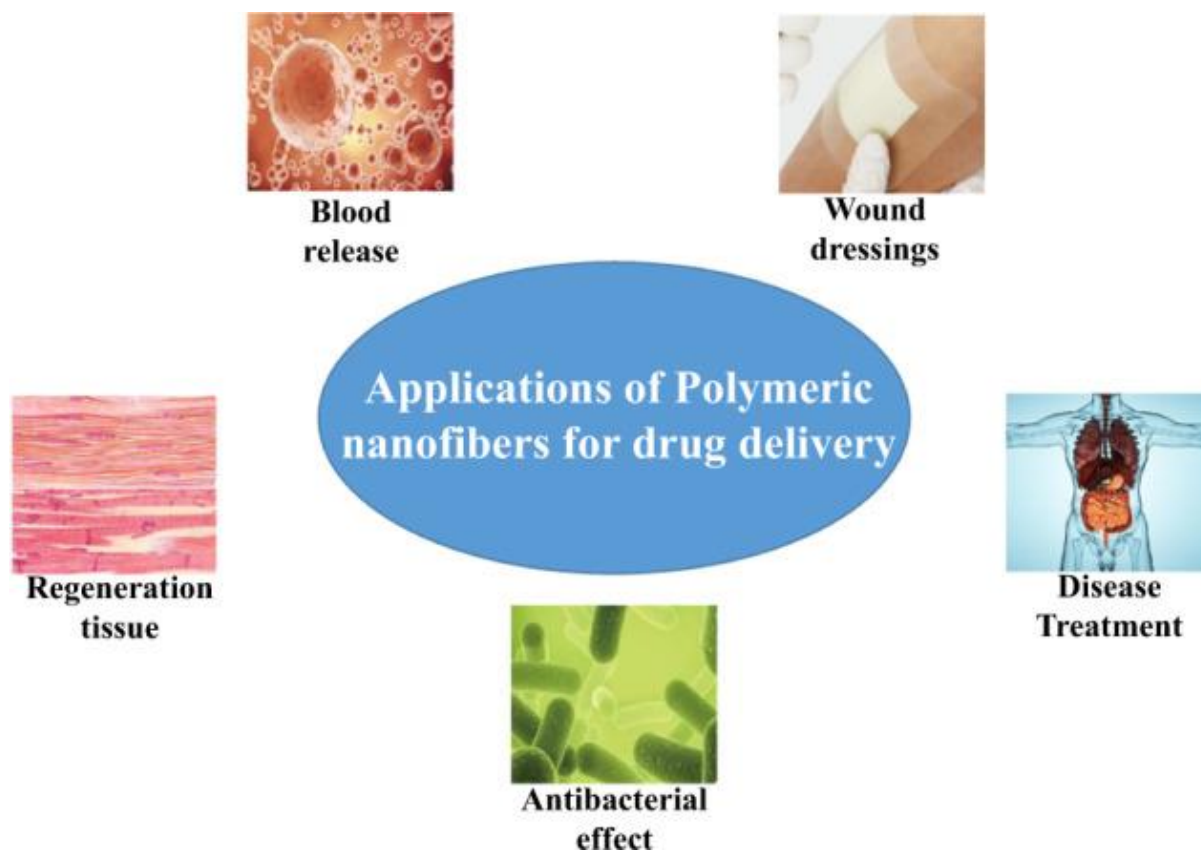 Blood
release
Wound
dressings
Applications of Polymeric
nanofibers for drug delivery
Regeneration
tissue
Disease
Treatment
Antibacterial
effect